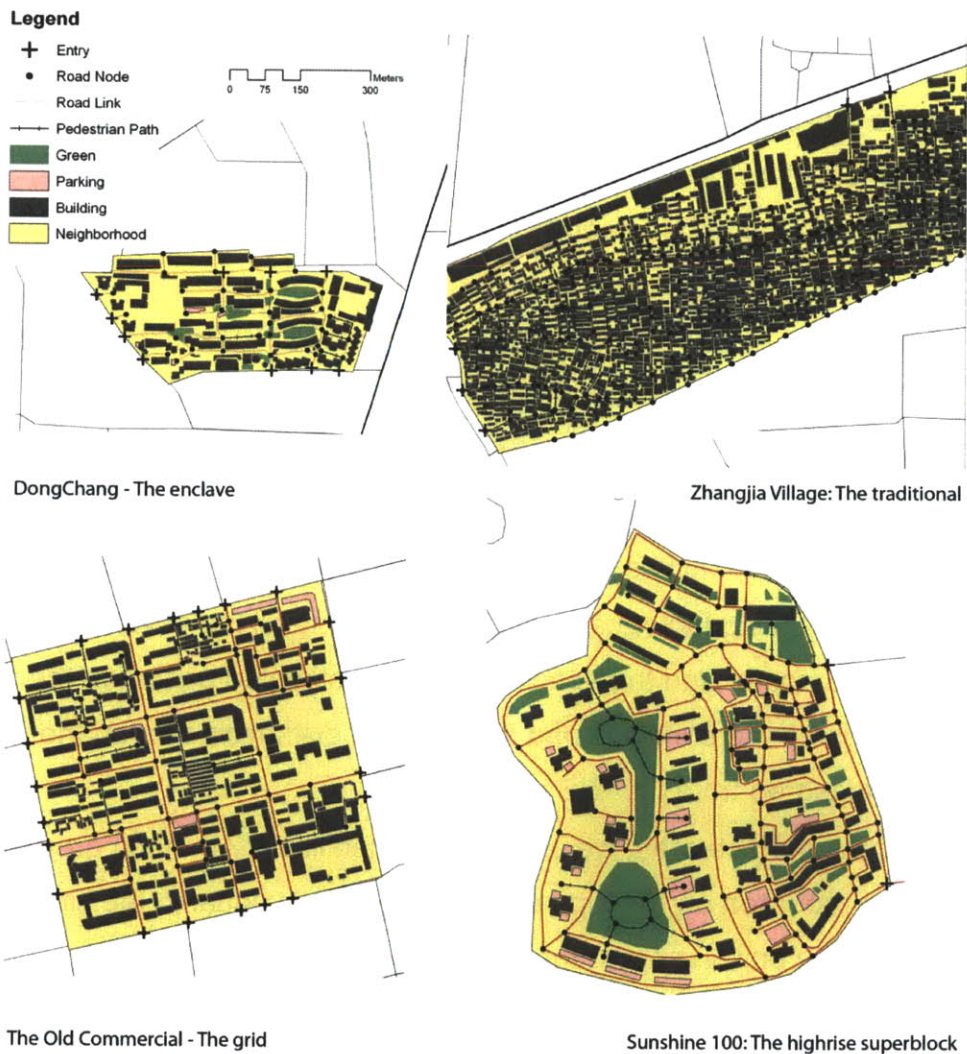 Legend
Entry
Road Node
Road Link
Pedestrian Path
Green
Parking
Building
Neighborhood
Meters
0 75 150 300
DongChang - The enclave
Zhangjia Village: The traditional
The Old Commercial - The grid
Sunshine 100: The highrise superblock